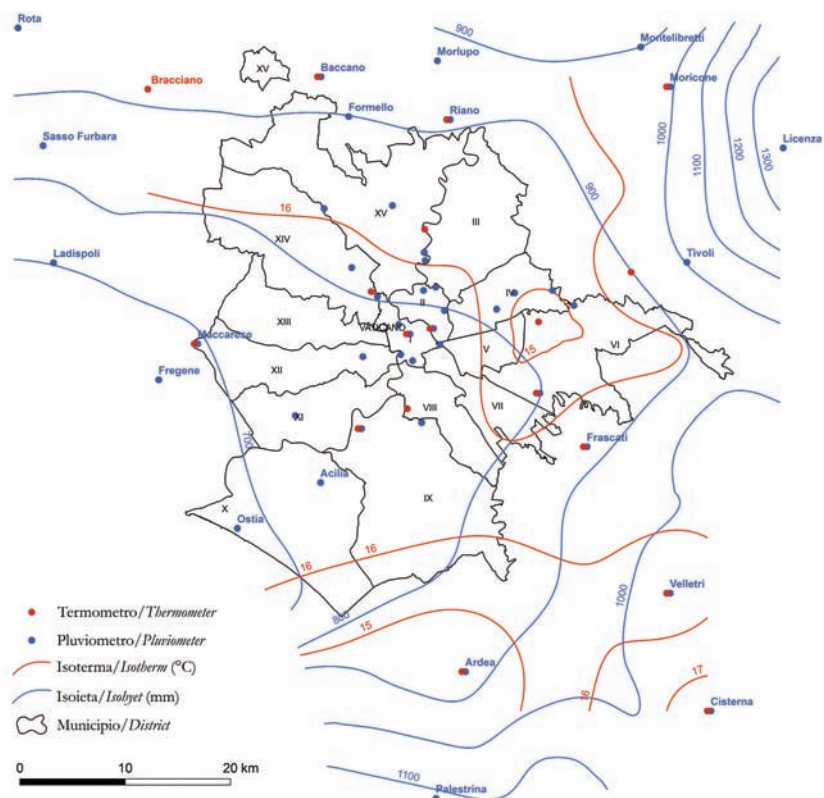 Rota
900
Montelibretti
Morlupo
XV
Baccano
Bracciano
Moricone
Formello
Riano
1000
1100
1200
1300
Licenza
Sasso Furbara
900
16
XV
III
XIV
Ladispoli
Tivoli
IV
II
XIII
VATICANO
I
Maccarese
V
15
VI
XII
Fregene
VII
VIII
XI
700
Frascati
Acilia
X
IX
Ostia
16
16
Velletri
1000
Termometro/Thermometer
800
15
Pluviometro/Pluviometer
Isoterma/Isotherm (°C)
Ardea
17
Isoieta/Isohyet (mm)
16
Cisterna
Municipio/District
0 10 20 km
1100
Palestrina